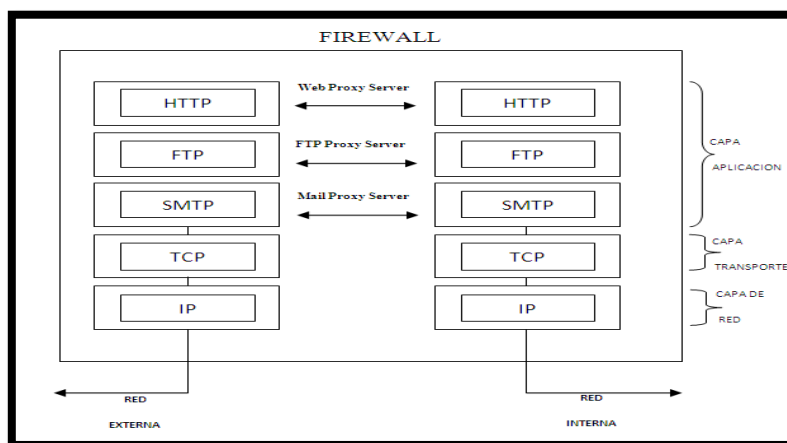 FIREWALL
HTTP
Web Proxy Server
HTTP
FTP
FTP Proxy Server
FTP
CAPA
APLICACION
SMTP
Mail Proxy Server
SMTP
TCP
TCP
CAPA
TRANSPORTE
IP
IP
CAPA DE
RED
RED
EXTERNA
RED
INTERNA